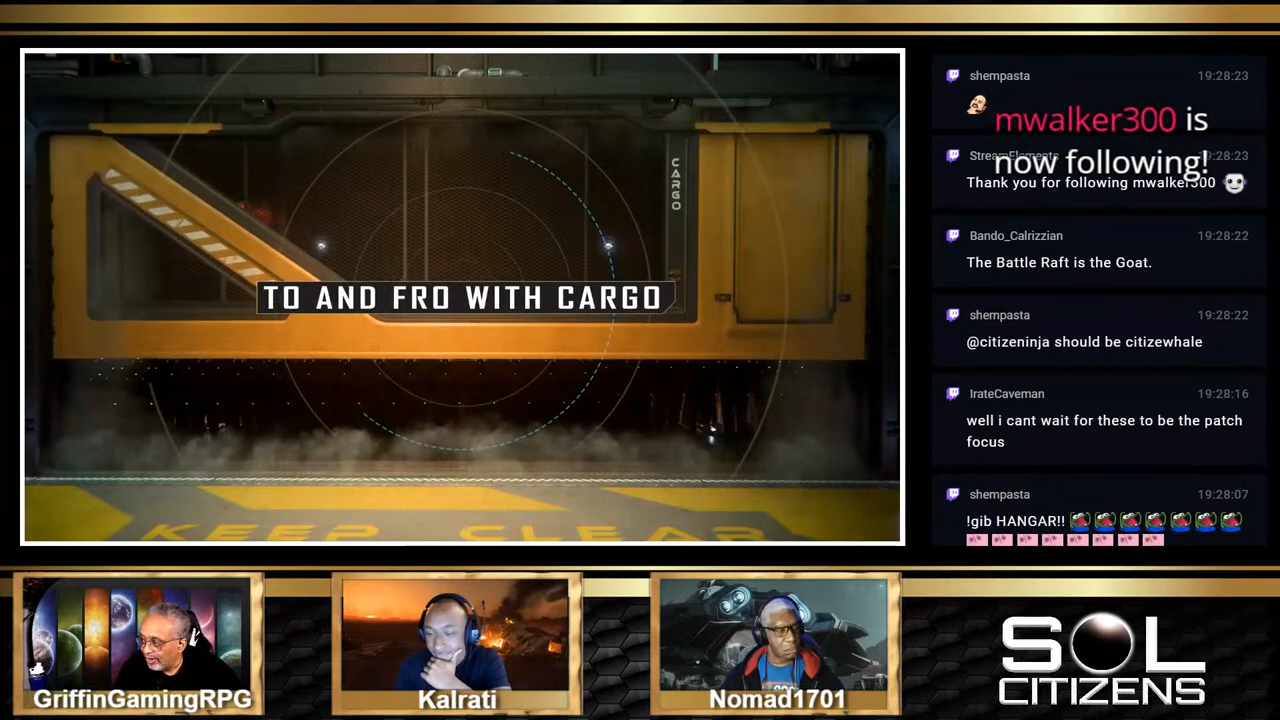 CARGO
TO AND FRO WITH CARGO
KEEP CLEAR
shempasta 19:28:23
mwalker300 is
now following!
StreamElements 19:28:23
Thank you for following mwalker300
Bando_Calrizzian 19:28:22
The Battle Raft is the Goat.
shempasta 19:28:22
@citizeninja should be citizewhale
IrateCaveman 19:28:16
well i cant wait for these to be the patch
focus
shempasta 19:28:07
!gib HANGAR!!
GriffinGamingRPG
Kalrati
Nomad1701
SOL
CITIZENS